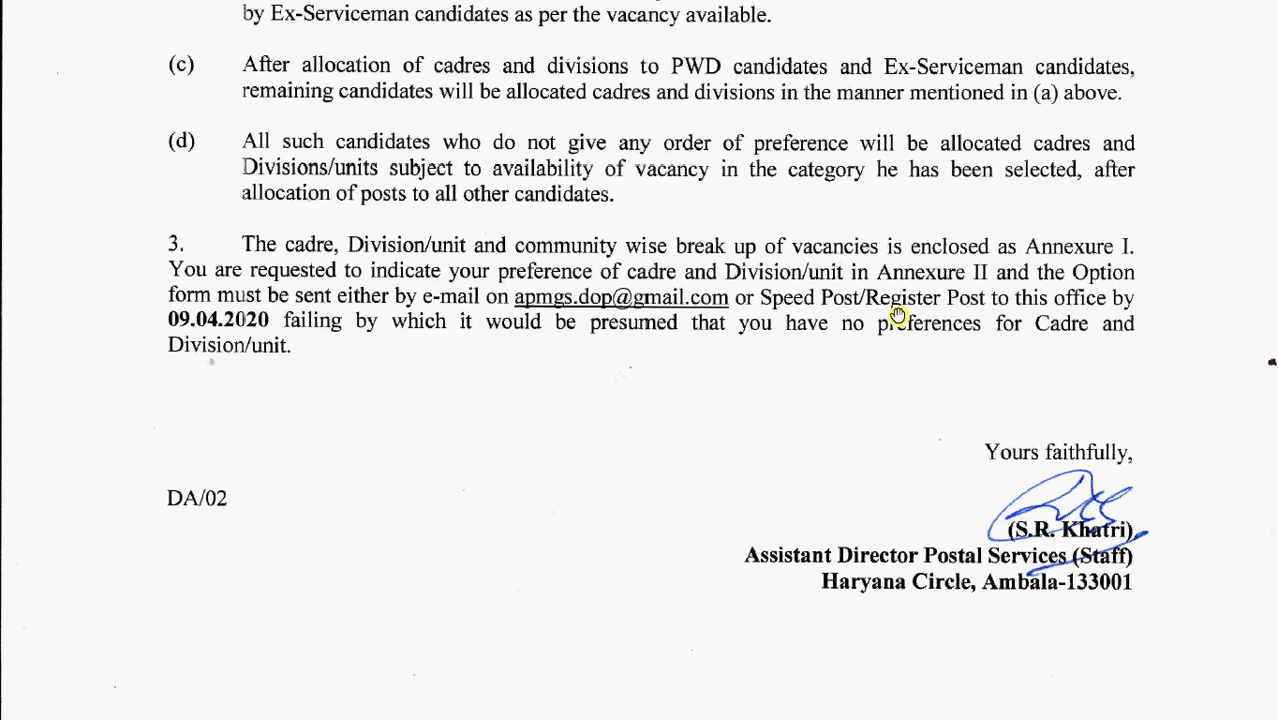 by Ex-Serviceman candidates as per the vacancy available.
(c) After allocation of cadres and divisions to PWD candidates and Ex-Serviceman candidates,
remaining candidates will be allocated cadres and divisions in the manner mentioned in (a) above.
(d) All such candidates who do not give any order of preference will be allocated cadres and
Divisions/units subject to availability of vacancy in the category he has been selected, after
allocation of posts to all other candidates.
3. The cadre, Division/unit and community wise break up of vacancies is enclosed as Annexure I.
You are requested to indicate your preference of cadre and Division/unit in Annexure II and the Option
form must be sent either by e-mail on apmgs.dop@gmail.com or Speed Post/Register Post to this office by
09.04.2020 failing by which it would be presumed that you have no preferences for Cadre and
Division/unit.
Yours faithfully,
DA/02
(S.R. Khatri)
Assistant Director Postal Services (Staff)
Haryana Circle, Ambala-133001